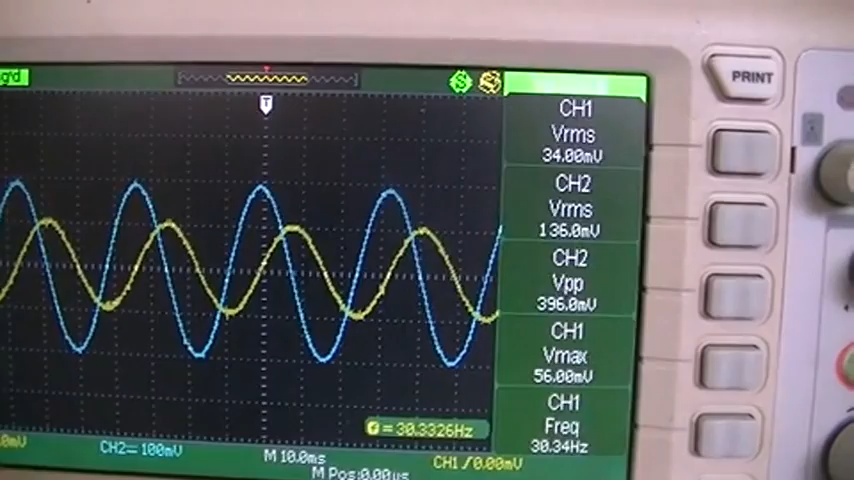 T
CH1
Vrms
34.00mV
CH2
Vrms
136.0mV
CH2
Vpp
396.0mV
CH1
Vmax
56.00mV
CH1
Freq
30.34Hz
= 30.3326Hz
CH2= 100mV
M 10.0ms
M Pos:0.00μs
CH1 / 0.00mV
PRINT